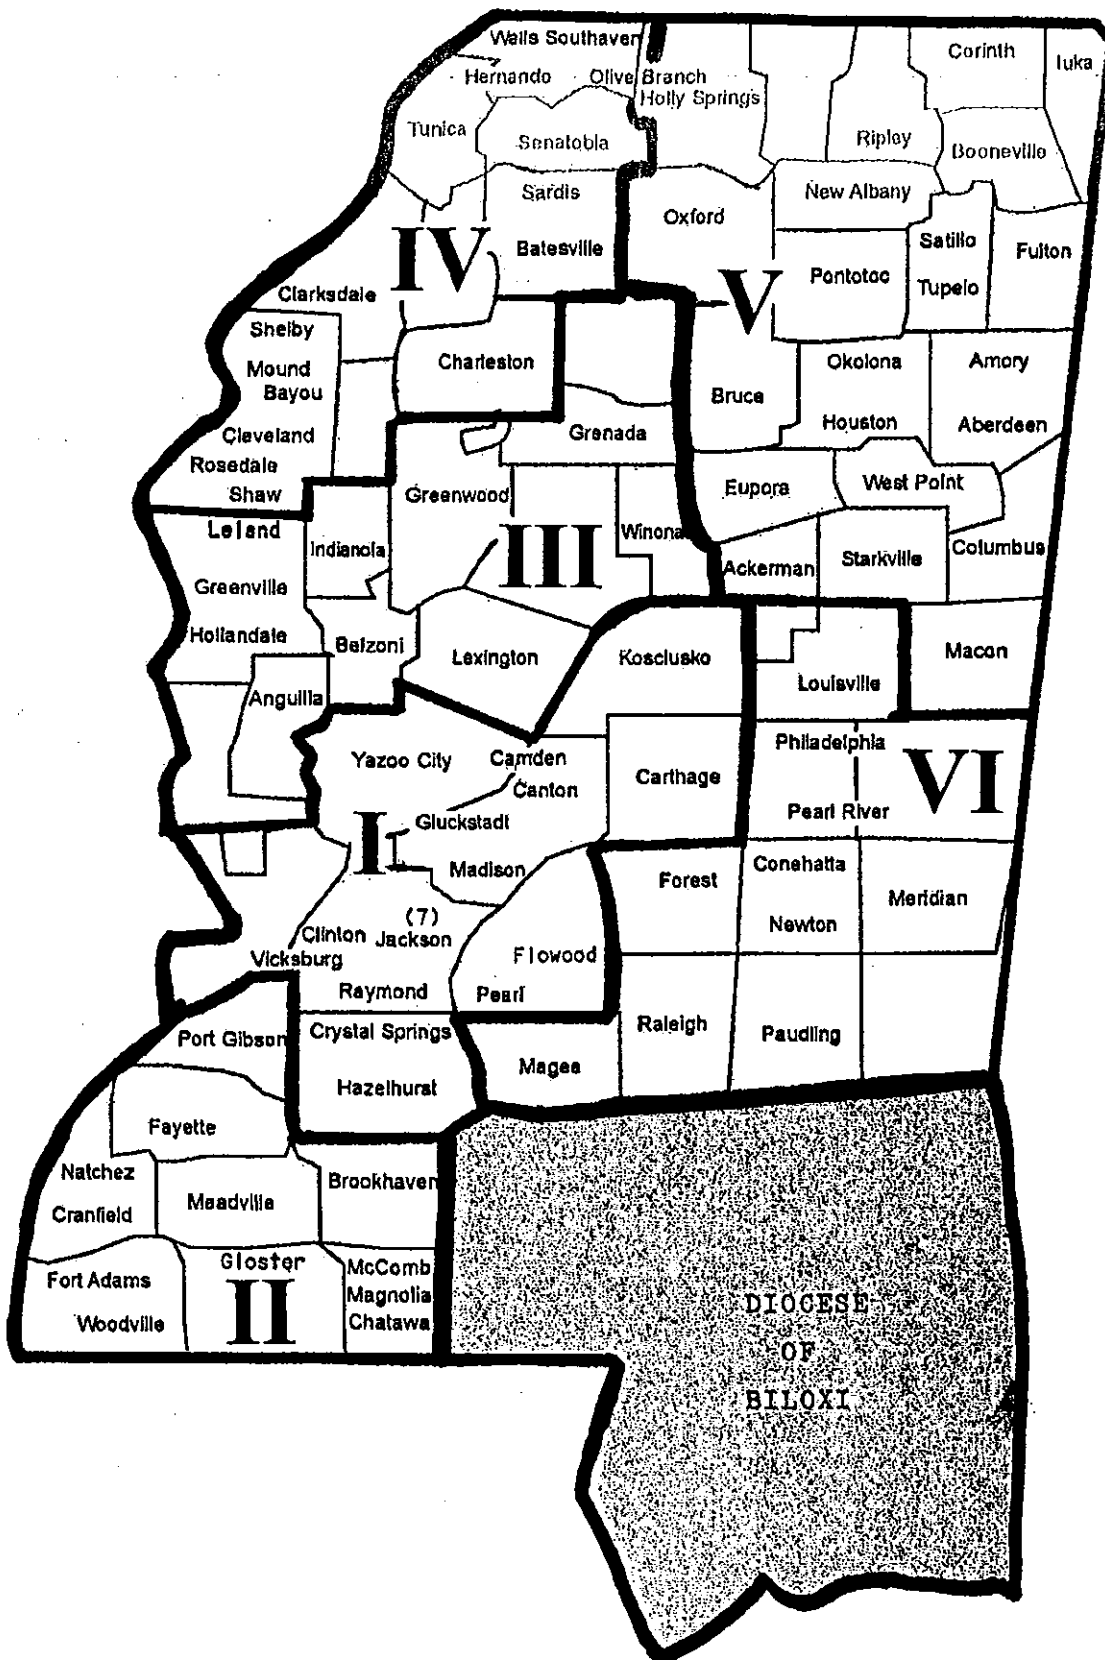 Walls Southaven
Corinth
Iuka
Hernando
Olive Branch
Holly Springs
Tunica
Senatobia
Ripley
Booneville
Sardis
New Albany
Oxford
IV
Batesville
Satillo
Fulton
V
Pontotoc
Tupelo
Clarksdale
Shelby
Mound
Bayou
Charleston
Okolona
Amory
Bruce
Houston
Aberdeen
Cleveland
Grenada
Rosedale
Shaw
Greenwood
Eupora
West Point
Leland
Indianola
III
Winona
Ackerman
Starkville
Columbus
Greenville
Hollandale
Belzoni
Lexington
Kosciusko
Macon
Louisville
Anguilla
Philadelphia
VI
Yazoo City
Camden
Canton
Carthage
Pearl River
I
Gluckstadt
Madison
Forest
Conehatta
Meridian
Newton
(7)
Clinton
Jackson
Vicksburg
Flowood
Raymond
Pearl
Port Gibson
Crystal Springs
Raleigh
Paudling
Magee
Hazelhurst
Fayette
Natchez
Meadville
Brookhaven
Cranfield
Gloster
McComb
Fort Adams
II
Magnolia
Woodville
Chatawa
DIOCESE
OF
BILOXI